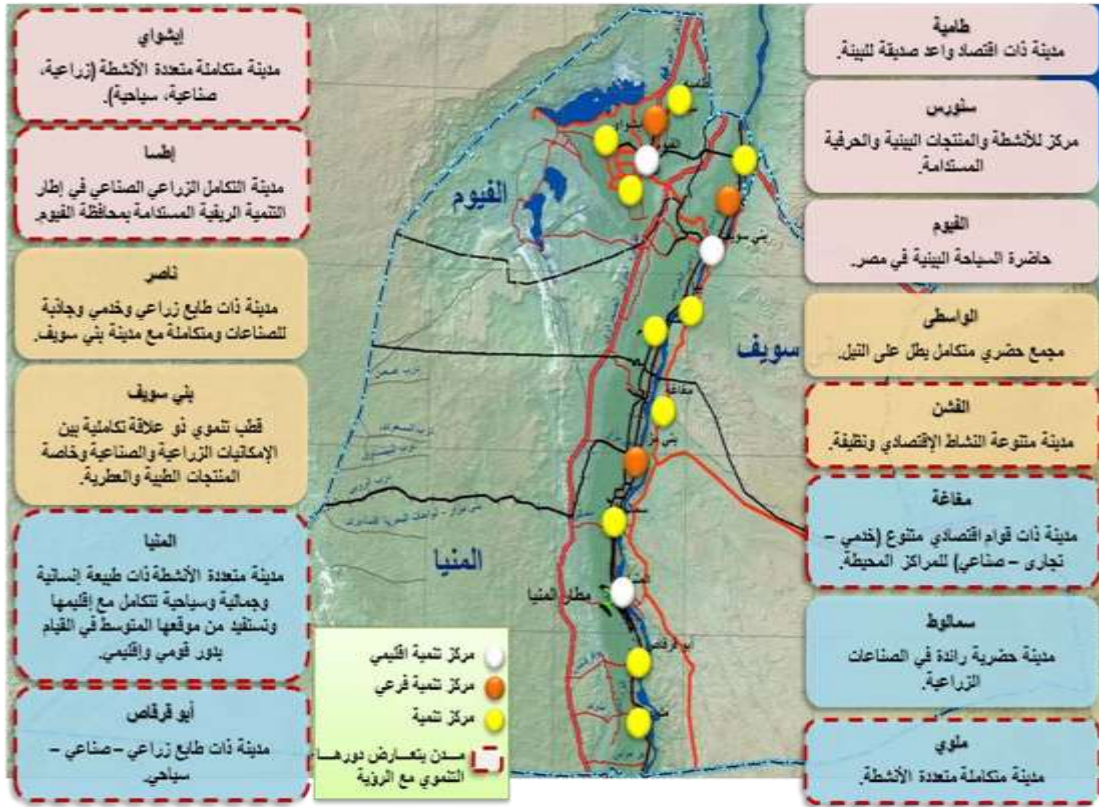 طامية
مدينة ذات اقتصاد واعد صديقة للبيئة.
سنورس
مركز للأنشطة والمنتجات البيئية والحرفية
المستدامة.
الفيوم
حاضرة السياحة البيئية في مصر.
الواسطى
مجمع حضري متكامل يطل على النيل.
الفشن
مدينة متنوعة النشاط الإقتصادي ونظيفة.
مغاغة
مدينة ذات قوام اقتصادي متنوع (خدمي –
تجاري – صناعي) للمراكز المحيطة.
سمالوط
مدينة حضرية رائدة في الصناعات
الزراعية.
ملوي
مدينة متكاملة متعددة الأنشطة.
الفيوم
بني سويف
سويف
مغاغة
بني مزار
المنيا
مطار المنيا
أبو قرقاص
إبشواي
مدينة متكاملة متعددة الأنشطة (زراعية،
صناعية، سياحية).
إطسا
مدينة التكامل الزراعي الصناعي في إطار
التنمية الريفية المستدامة بمحافظة الفيوم.
ناصر
مدينة ذات طابع زراعي وخدمي وجاذبة
للصناعات ومتكاملة مع مدينة بني سويف.
بني سويف
قطب تنموي ذو علاقة تكاملية بين
الإمكانيات الزراعية والصناعية وخاصة
المنتجات الطبية والعطرية.
المنيا
مدينة متعددة الأنشطة ذات طبيعة إنسانية
وجمالية وسياحية تتكامل مع إقليمها
وتستفيد من موقعها المتوسط في القيام
بدور قومي وإقليمي.
أبو قرقاص
مدينة ذات طابع زراعي – صناعي –
سياحي.
مركز تنمية اقليمي
مركز تنمية فرعي
مركز تنمية
مدن يتعارض دورها
التنموي مع الرؤية